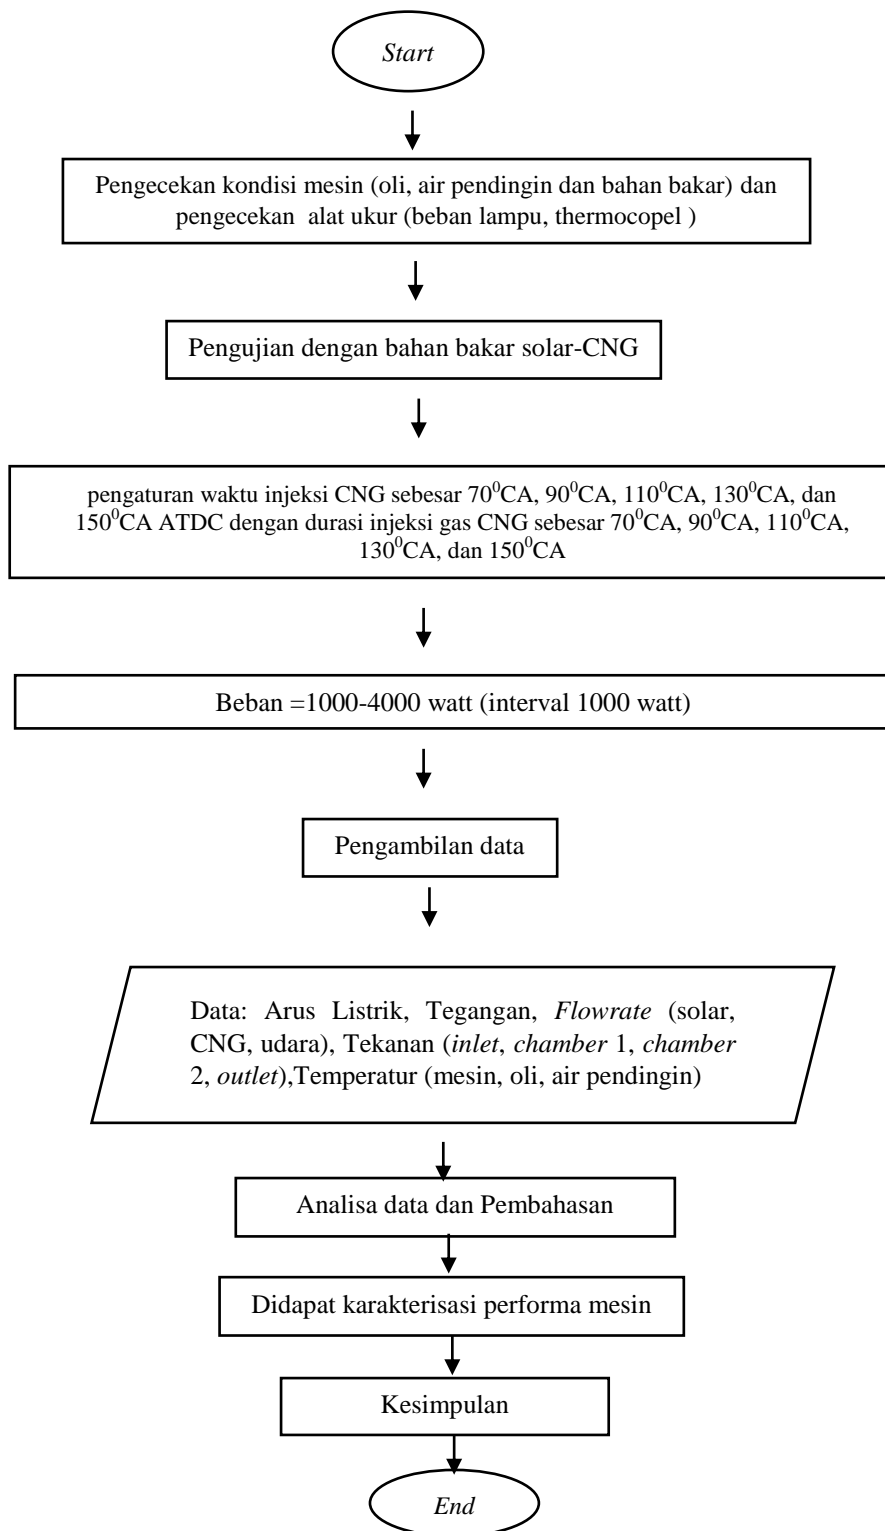 Start
Pengecekan kondisi mesin (oli, air pendingin dan bahan bakar) dan
pengecekan alat ukur (beban lampu, thermocopel )
Pengujian dengan bahan bakar solar-CNG
pengaturan waktu injeksi CNG sebesar 70⁰CA, 90⁰CA, 110⁰CA, 130⁰CA, dan
150⁰CA ATDC dengan durasi injeksi gas CNG sebesar 70⁰CA, 90⁰CA, 110⁰CA,
130⁰CA, dan 150⁰CA
Beban =1000-4000 watt (interval 1000 watt)
Pengambilan data
Data: Arus Listrik, Tegangan, Flowrate (solar,
CNG, udara), Tekanan (inlet, chamber 1, chamber
2, outlet),Temperatur (mesin, oli, air pendingin)
Analisa data dan Pembahasan
Didapat karakterisasi performa mesin
Kesimpulan
End